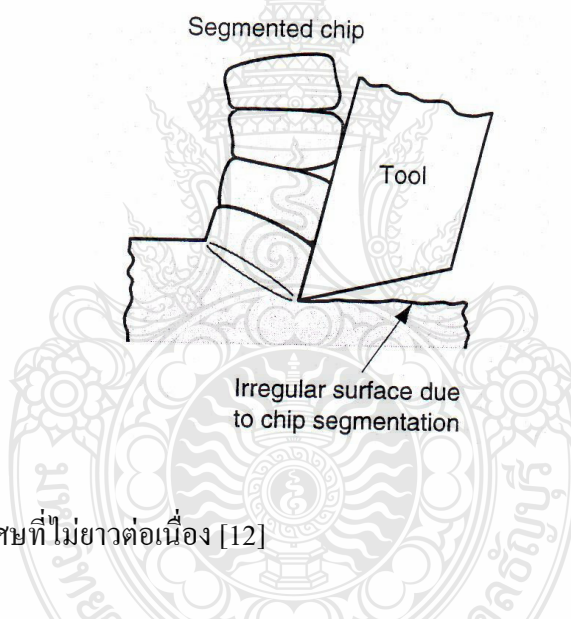 Segmented chip
Tool
Irregular surface due
to chip segmentation
ษที่ไม่ยาวต่อเนื่อง [12]